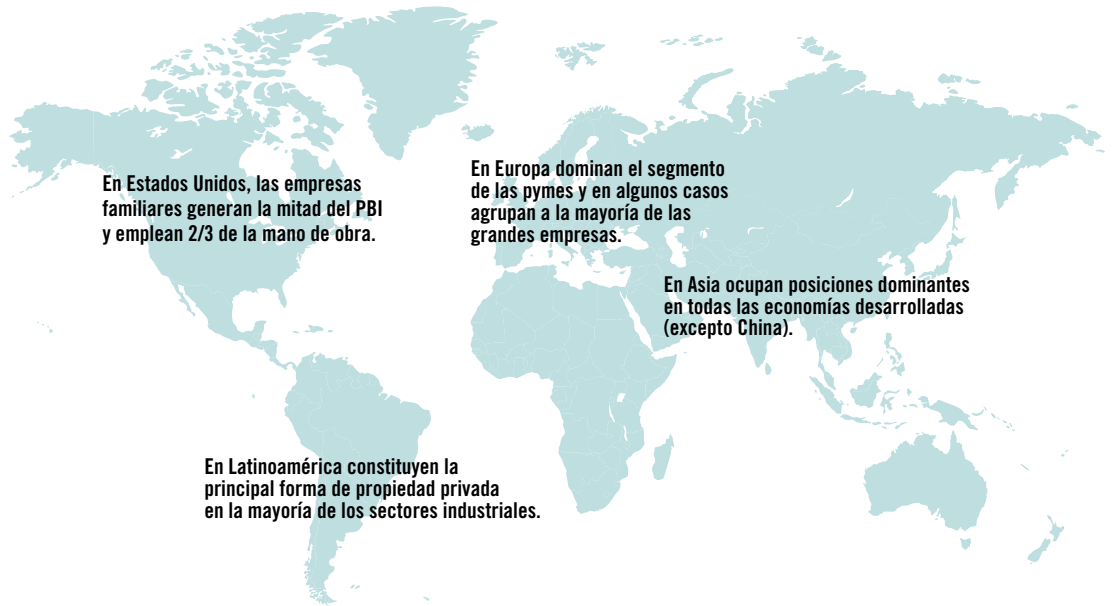 En Estados Unidos, las empresas
familiares generan la mitad del PBI
y emplean 2/3 de la mano de obra.
En Europa dominan el segmento
de las pymes y en algunos casos
agrupan a la mayoría de las
grandes empresas.
En Asia ocupan posiciones dominantes
en todas las economías desarrolladas
(excepto China).
En Latinoamérica constituyen la
principal forma de propiedad privada
en la mayoría de los sectores industriales.